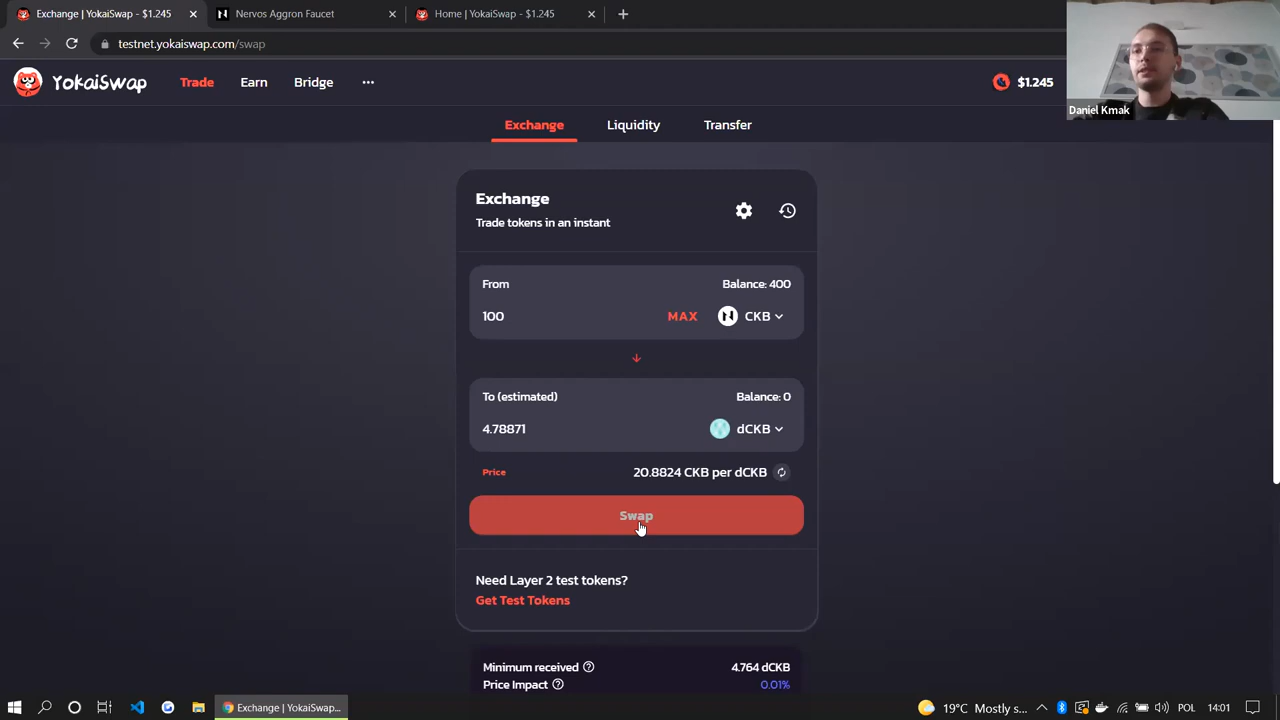 Exchange | YokaiSwap - $1.245
Nervos Aggron Faucet
Home | YokaiSwap - $1.245
testnet.yokaiswap.com/swap
YOKAISWAP
Trade
Earn
Bridge
$1.245
Daniel Kmak
Exchange
Liquidity
Transfer
Exchange
Trade tokens in an instant
From
Balance: 400
100
MAX
CKB
To (estimated)
Balance: 0
4.78871
dCKB
Price
20.8824 CKB per dCKB
Swap
Need Layer 2 test tokens?
Get Test Tokens
Minimum received
4.764 dCKB
Price Impact
0.01%
Exchange | YokaiSwap...
19°C Mostly s...
POL
14:01